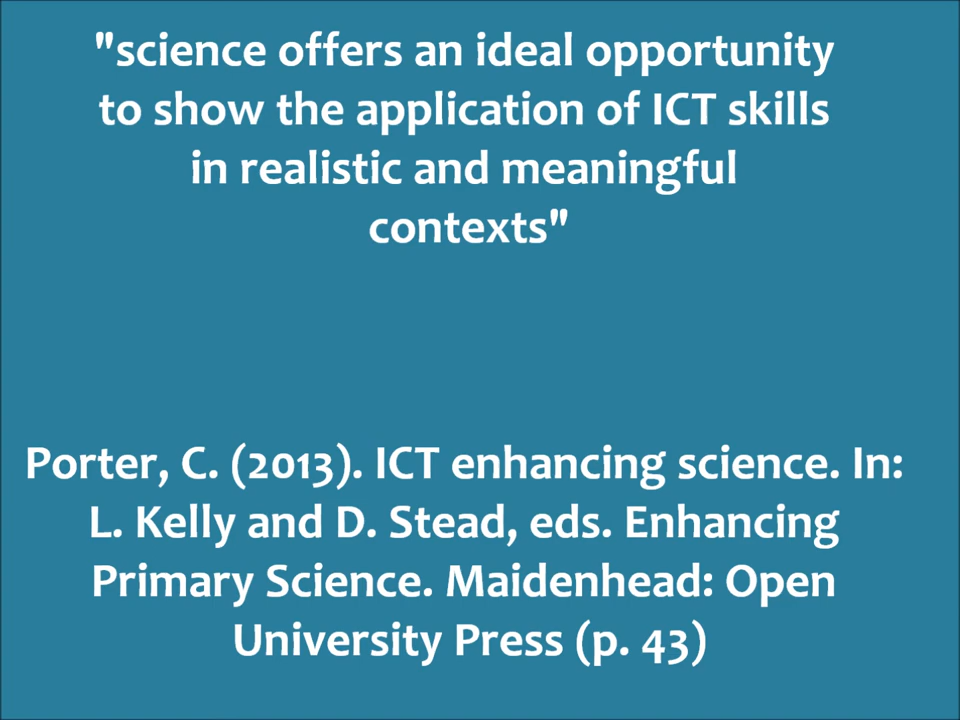 "science offers an ideal opportunity
to show the application of ICT skills
in realistic and meaningful
contexts"
Porter, C. (2013). ICT enhancing science. In:
L. Kelly and D. Stead, eds. Enhancing
Primary Science. Maidenhead: Open
University Press (p. 43)